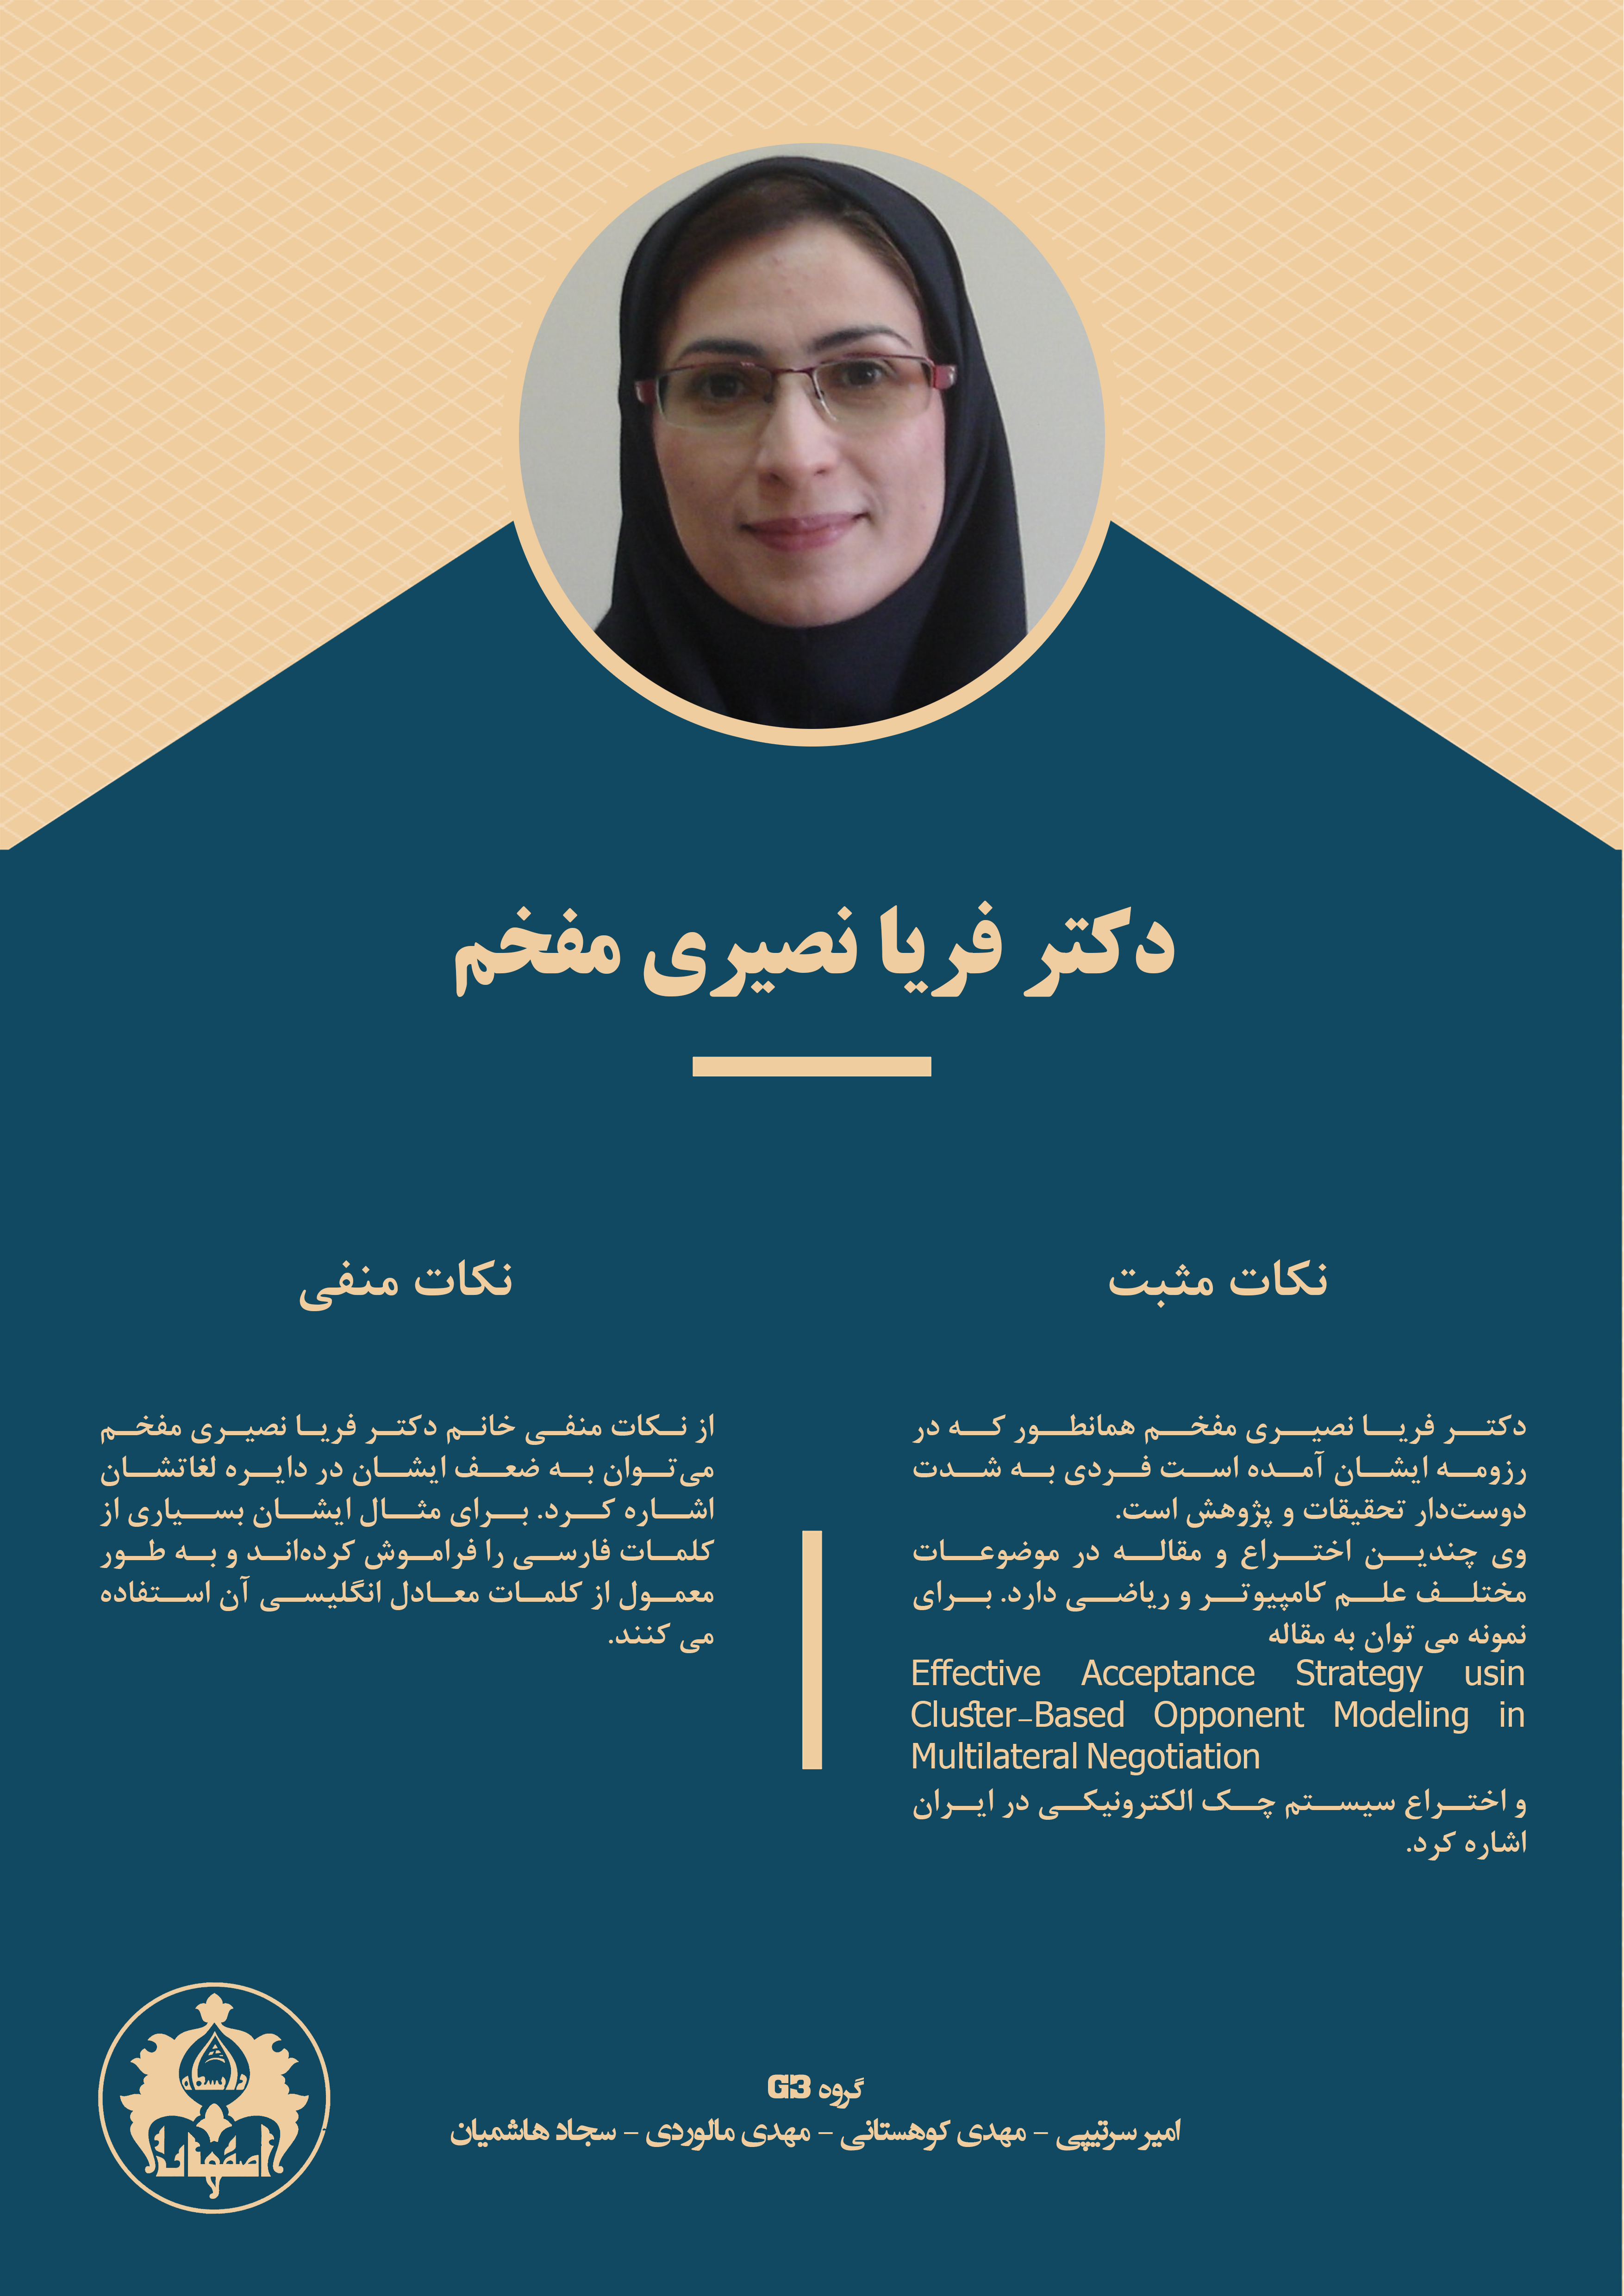 دکتر فریا نصیری مفخم
نکات مثبت
دکتر فریا نصیری مفخم همانطور که در
رزومه ایشان آمده است فردی به شدت
دوست‌دار تحقیقات و پژوهش است.
وی چندین اختراع و مقاله در موضوعات
مختلف علم کامپیوتر و ریاضی دارد. برای
نمونه می توان به مقاله
Effective Acceptance Strategy usin
Cluster-Based Opponent Modeling in
Multilateral Negotiation
و اختراع سیستم چک الکترونیکی در ایران
اشاره کرد.
نکات منفی
از نکات منفی خانم دکتر فریا نصیری مفخم
می‌توان به ضعف ایشان در دایره لغاتشان
اشاره کرد. برای مثال ایشان بسیاری از
کلمات فارسی را فراموش کرده‌اند و به طور
معمول از کلمات معادل انگلیسی آن استفاده
می کنند.
دانشگاه
اصفهان
گروه G3
امیر سرتیپی - مهدی کوهستانی - مهدی مالوردی - سجاد هاشمیان